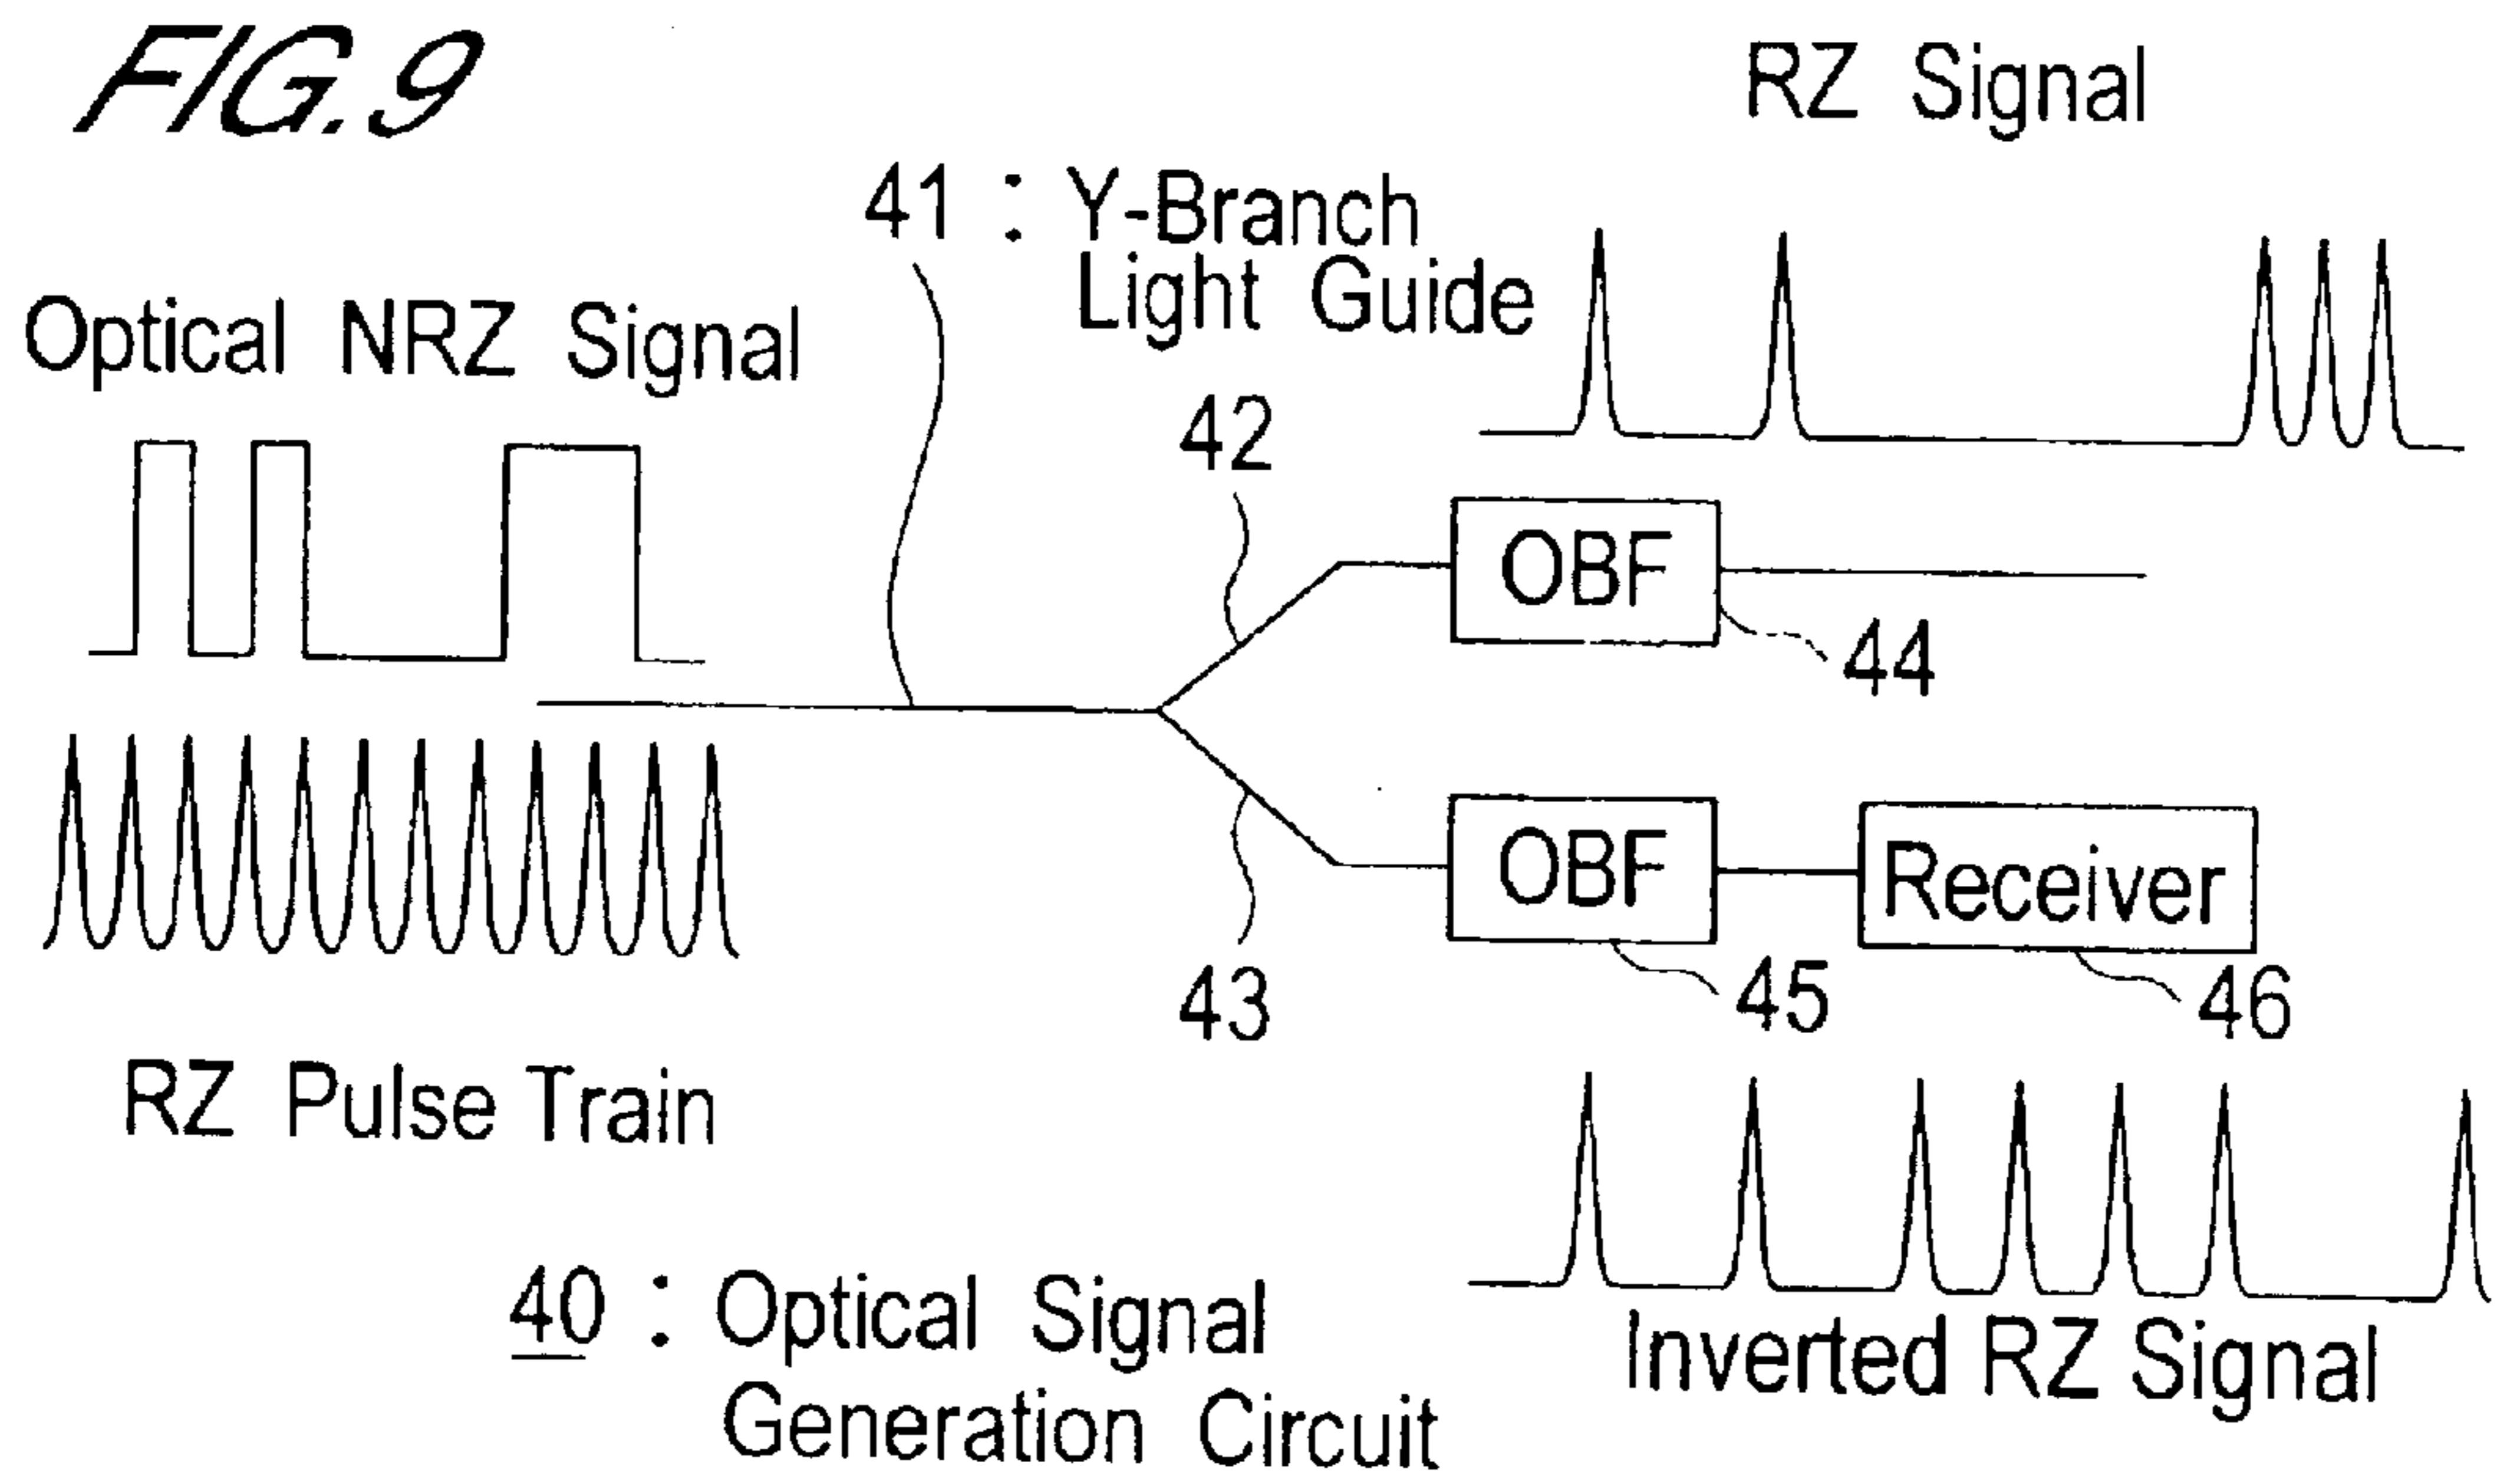 FIG.9
RZ Signal
41 : Y-Branch
Light Guide
Optical NRZ Signal
42
OBF
44
OBF
Receiver
43
45
46
RZ Pulse Train
40 : Optical Signal
Generation Circuit
Inverted RZ Signal